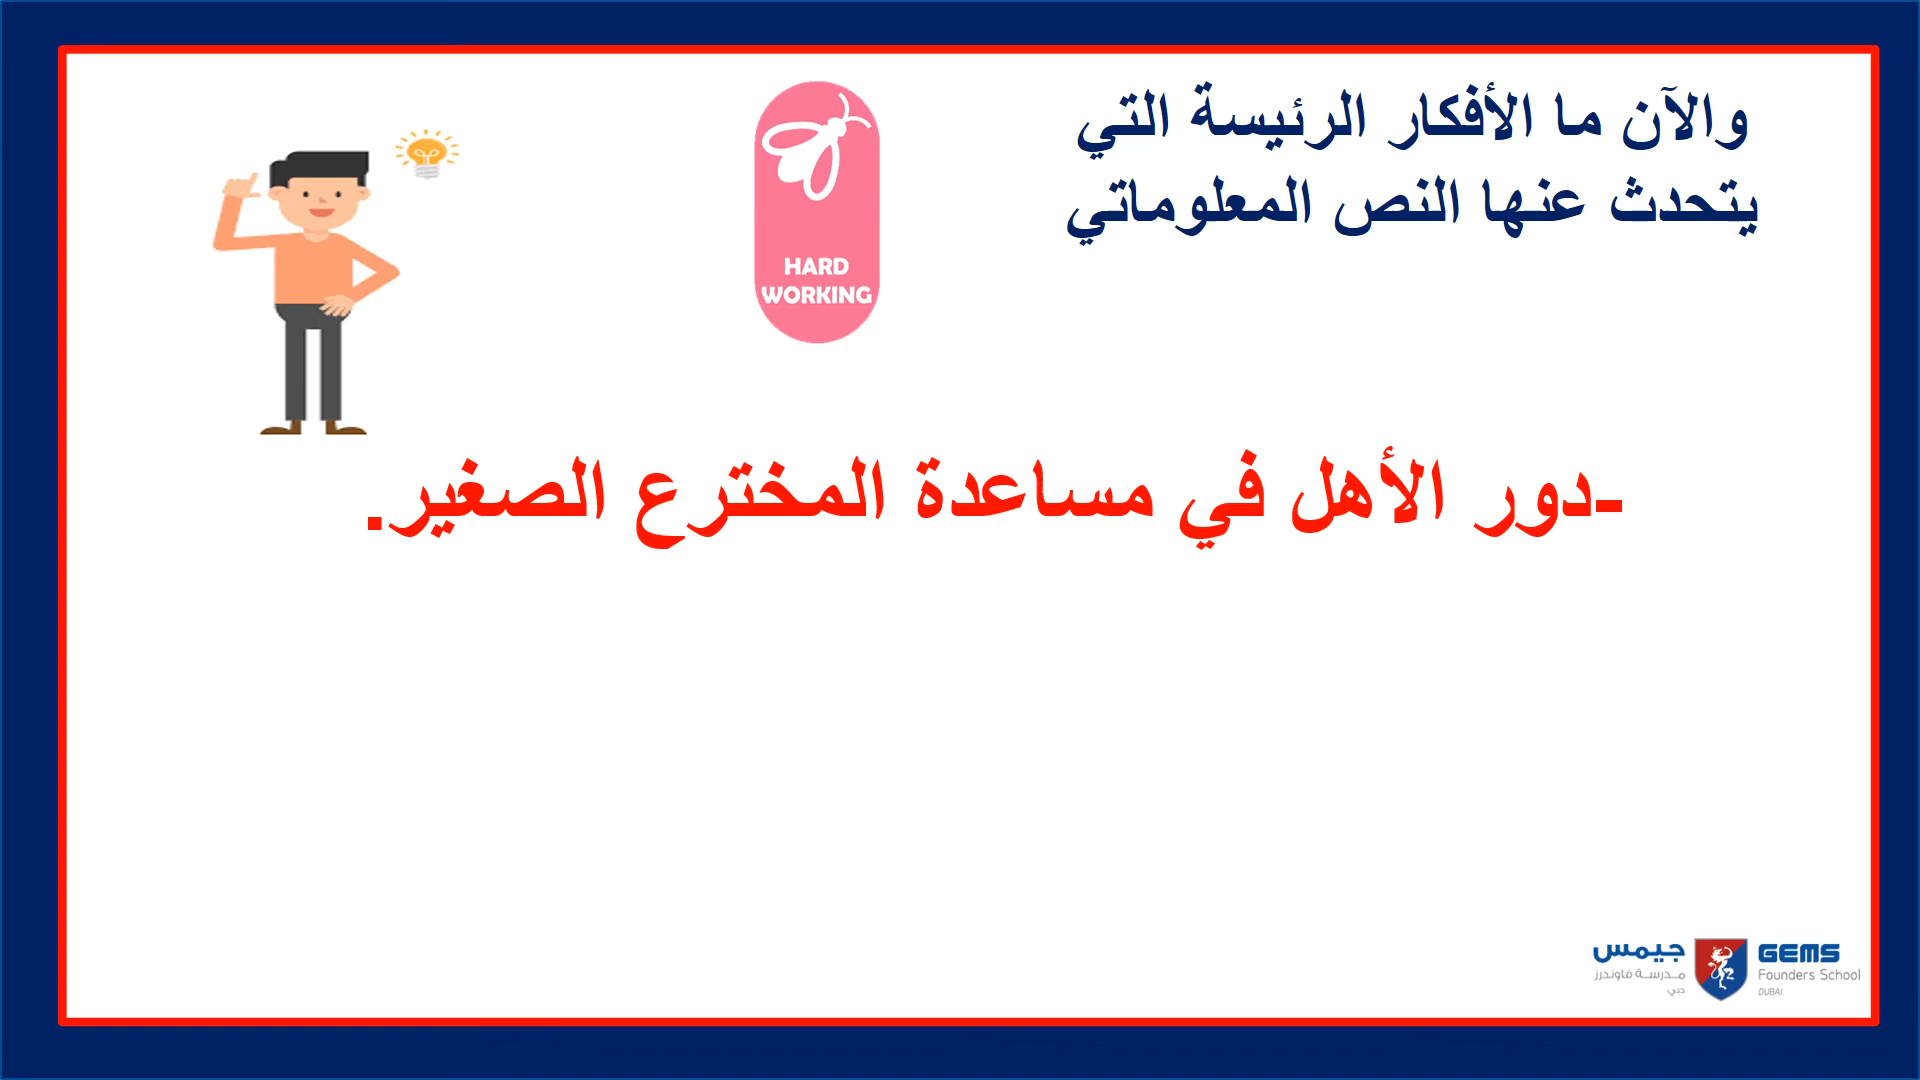 والآن ما الأفكار الرئيسة التي
يتحدث عنها النص المعلوماتي
HARD
WORKING
-دور الأهل في مساعدة المخترع الصغير.
جيمس
مدرسة فاوندرز
دبي
GEMS
Founders School
DUBAI